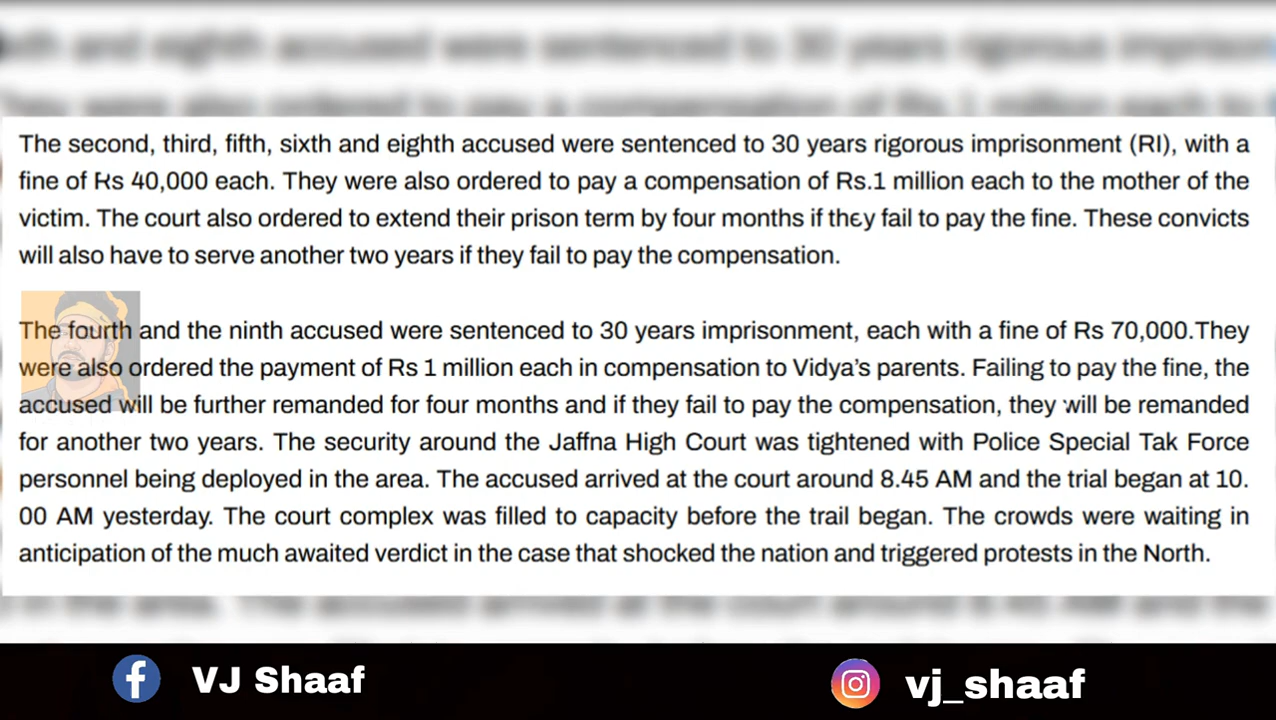 The second, third, fifth, sixth and eighth accused were sentenced to 30 years rigorous imprisonment (RI), with a
fine of Rs 40,000 each. They were also ordered to pay a compensation of Rs.1 million each to the mother of the
victim. The court also ordered to extend their prison term by four months if they fail to pay the fine. These convicts
will also have to serve another two years if they fail to pay the compensation.
The fourth and the ninth accused were sentenced to 30 years imprisonment, each with a fine of Rs 70,000.They
were also ordered the payment of Rs 1 million each in compensation to Vidya's parents. Failing to pay the fine, the
accused will be further remanded for four months and if they fail to pay the compensation, they will be remanded
for another two years. The security around the Jaffna High Court was tightened with Police Special Tak Force
personnel being deployed in the area. The accused arrived at the court around 8.45 AM and the trial began at 10.
00 AM yesterday. The court complex was filled to capacity before the trail began. The crowds were waiting in
anticipation of the much awaited verdict in the case that shocked the nation and triggered protests in the North.
VJ Shaaf
vj_shaaf